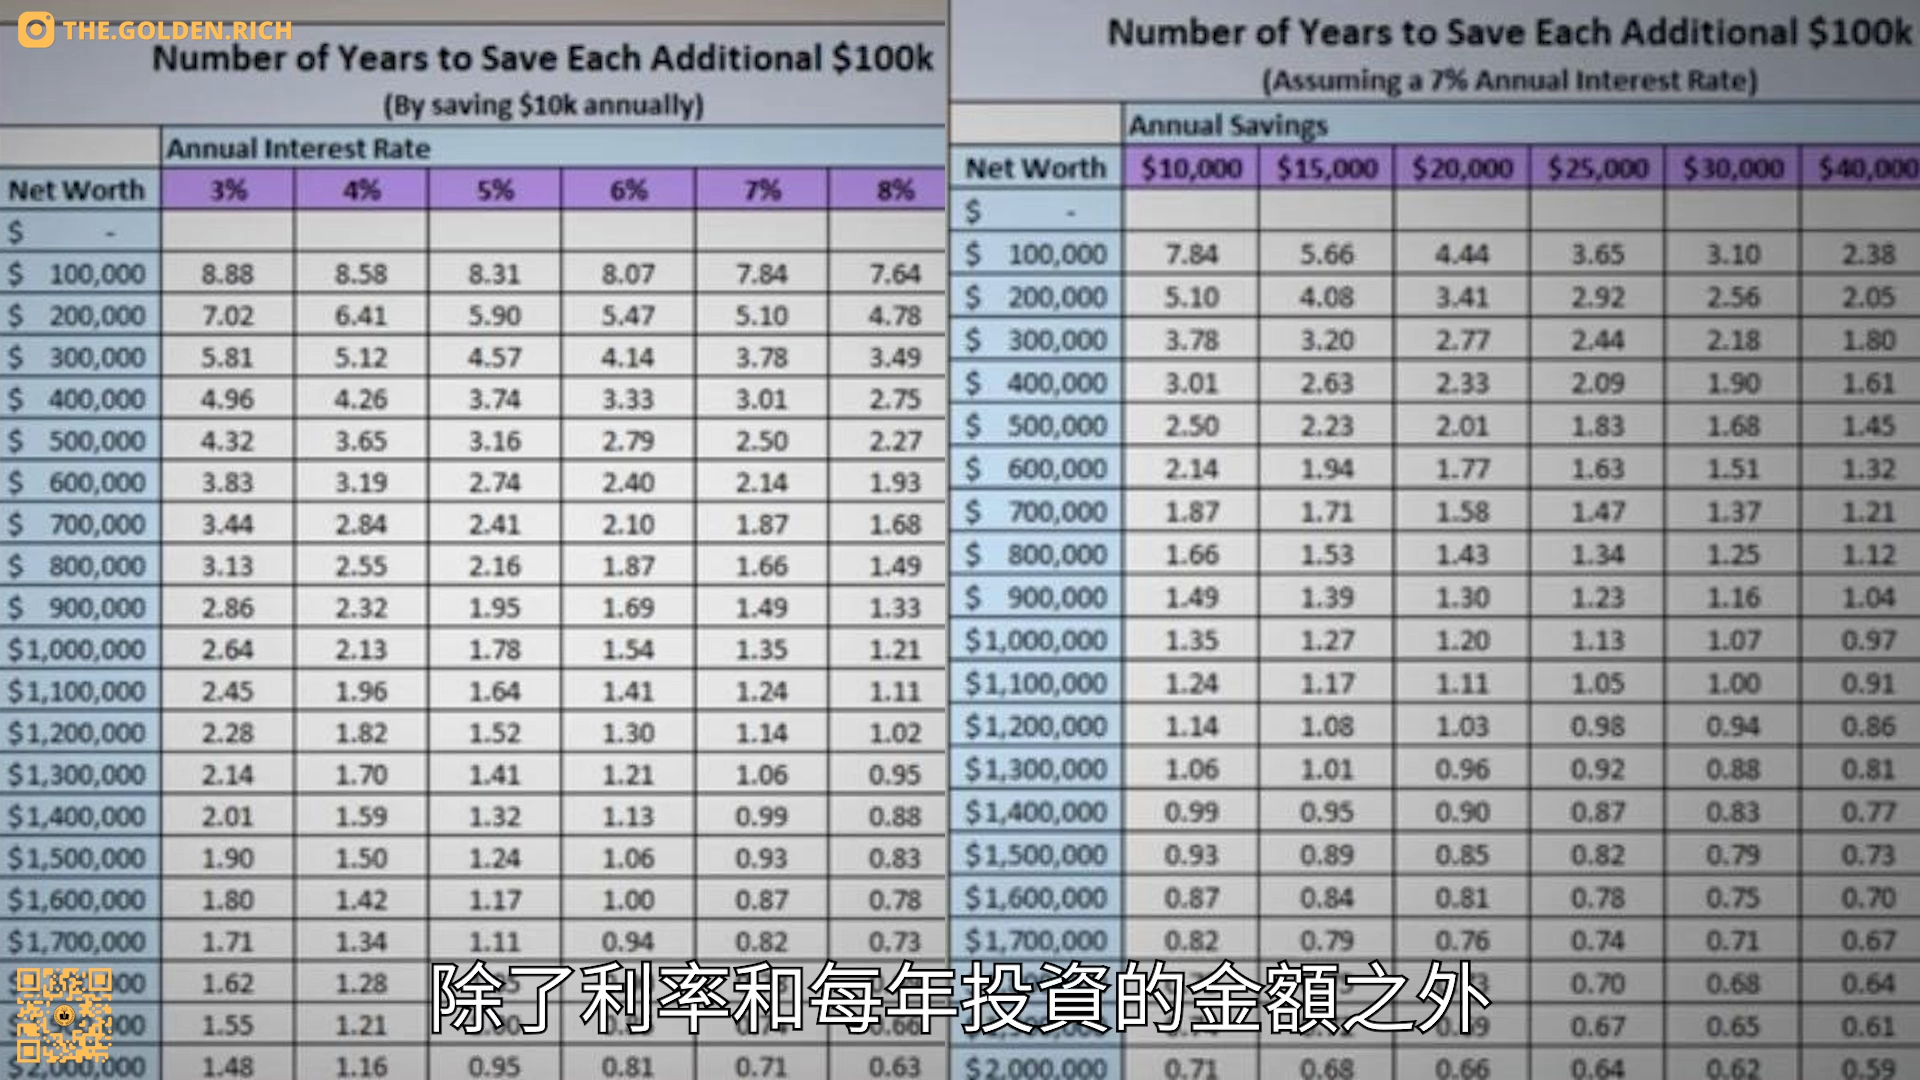 THE.GOLDEN.RICH
Number of Years to Save Each Additional $100k
(By saving $10k annually)
Annual Interest Rate
Net Worth 3% 4% 5% 6% 7% 8%
$ -
$ 100,000 8.88 8.58 8.31 8.07 7.84 7.64
$ 200,000 7.02 6.41 5.90 5.47 5.10 4.78
$ 300,000 5.81 5.12 4.57 4.14 3.78 3.49
$ 400,000 4.96 4.26 3.74 3.33 3.01 2.75
$ 500,000 4.32 3.65 3.16 2.79 2.50 2.27
$ 600,000 3.83 3.19 2.74 2.40 2.14 1.93
$ 700,000 3.44 2.84 2.41 2.10 1.87 1.68
$ 800,000 3.13 2.55 2.16 1.87 1.66 1.49
$ 900,000 2.86 2.32 1.95 1.69 1.49 1.33
$1,000,000 2.64 2.13 1.78 1.54 1.35 1.21
$1,100,000 2.45 1.96 1.64 1.41 1.24 1.11
$1,200,000 2.28 1.82 1.52 1.30 1.14 1.02
$1,300,000 2.14 1.70 1.41 1.21 1.06 0.95
$1,400,000 2.01 1.59 1.32 1.13 0.99 0.88
$1,500,000 1.90 1.50 1.24 1.06 0.93 0.83
$1,600,000 1.80 1.42 1.17 1.00 0.87 0.78
$1,700,000 1.71 1.34 1.11 0.94 0.82 0.73
1.62 1.28
1.55 1.21
$2,000,000 1.48 1.16 0.95 0.81 0.71 0.63
Number of Years to Save Each Additional $100k
(Assuming a 7% Annual Interest Rate)
Annual Savings
Net Worth $10,000 $15,000 $20,000 $25,000 $30,000 $40,000
$ -
$ 100,000 7.84 5.66 4.44 3.65 3.10 2.38
$ 200,000 5.10 4.08 3.41 2.92 2.56 2.05
$ 300,000 3.78 3.20 2.77 2.44 2.18 1.80
$ 400,000 3.01 2.63 2.33 2.09 1.90 1.61
$ 500,000 2.50 2.23 2.01 1.83 1.68 1.45
$ 600,000 2.14 1.94 1.77 1.63 1.51 1.32
$ 700,000 1.87 1.71 1.58 1.47 1.37 1.21
$ 800,000 1.66 1.53 1.43 1.34 1.25 1.12
$ 900,000 1.49 1.39 1.30 1.23 1.16 1.04
$1,000,000 1.35 1.27 1.20 1.13 1.07 0.97
$1,100,000 1.24 1.17 1.11 1.05 1.00 0.91
$1,200,000 1.14 1.08 1.03 0.98 0.94 0.86
$1,300,000 1.06 1.01 0.96 0.92 0.88 0.81
$1,400,000 0.99 0.95 0.90 0.87 0.83 0.77
$1,500,000 0.93 0.89 0.85 0.82 0.79 0.73
$1,600,000 0.87 0.84 0.81 0.78 0.75 0.70
$1,700,000 0.82 0.79 0.76 0.74 0.71 0.67
0.70 0.68 0.64
0.67 0.65 0.61
$2,000,000 0.71 0.68 0.66 0.64 0.62 0.59
除了利率和每年投資的金額之外